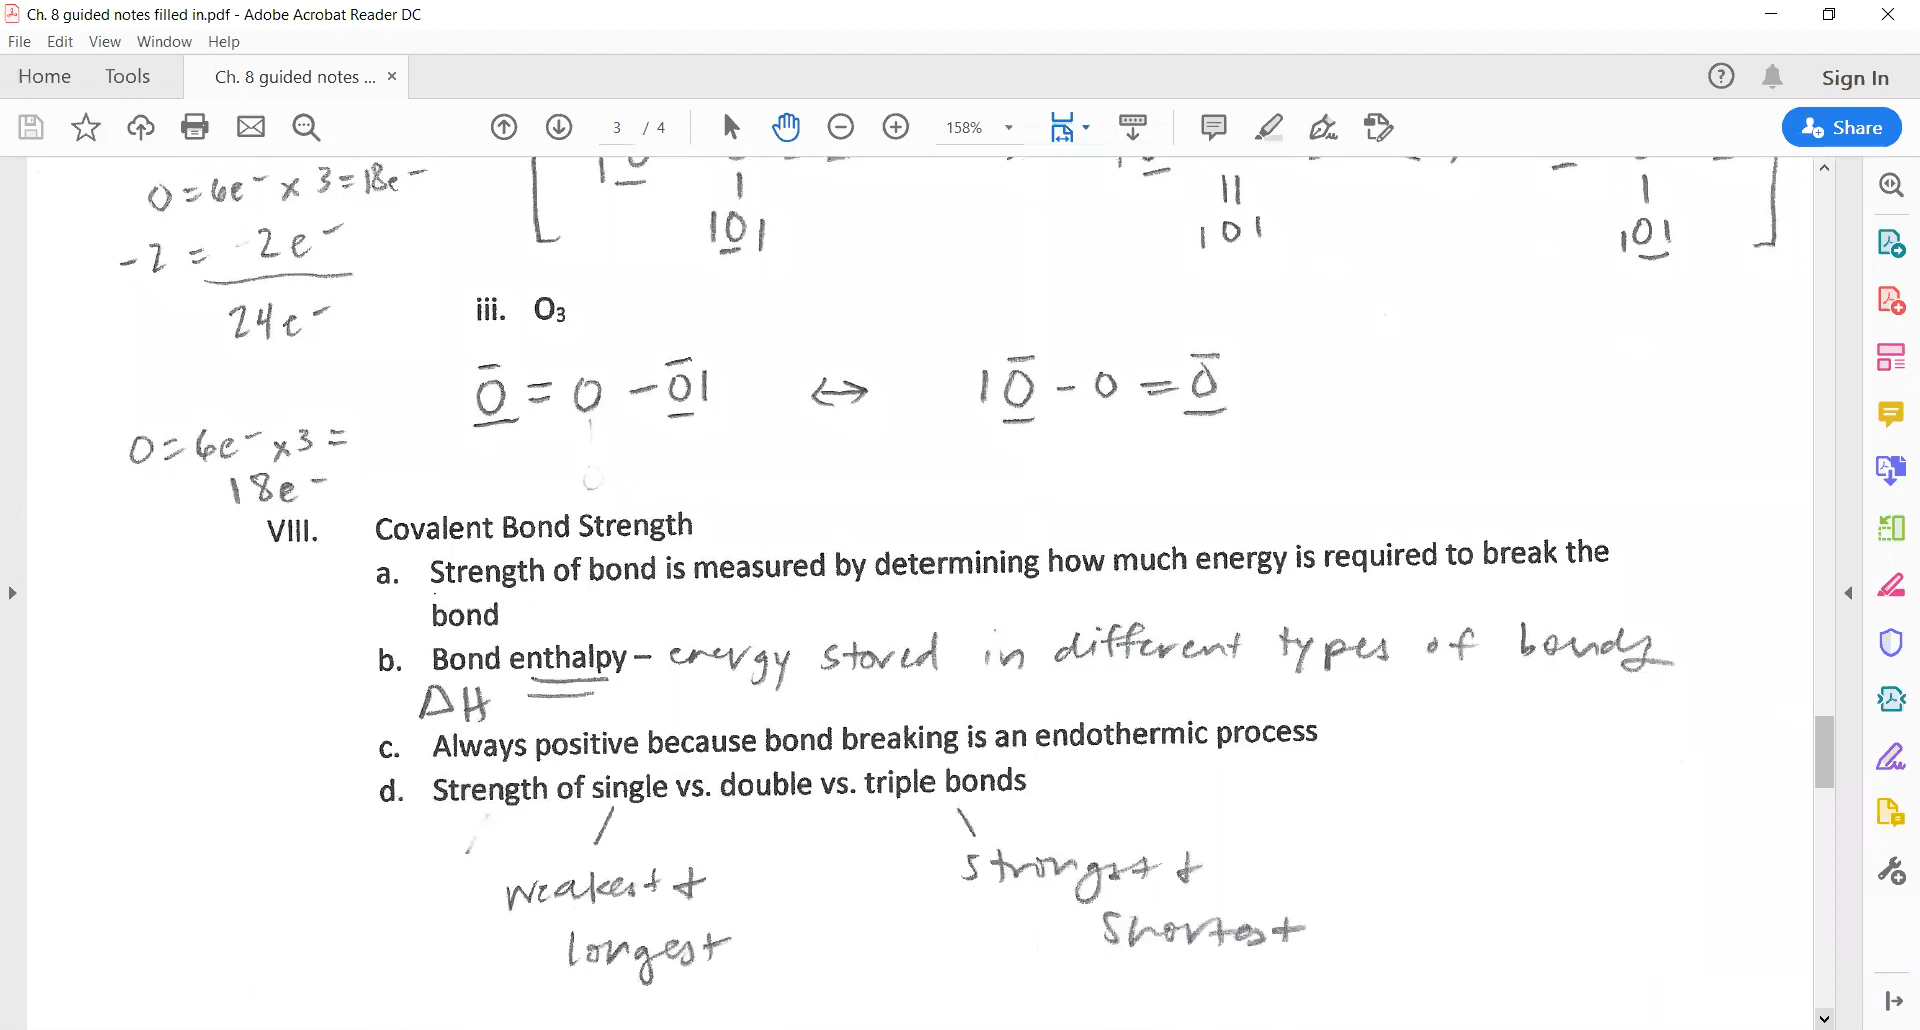 Ch. 8 guided notes filled in.pdf - Adobe Acrobat Reader DC
File Edit View Window Help
Home Tools Ch. 8 guided notes ... × Sign In
3 / 4 158% Share
O = 6e⁻ x 3 = 18e⁻
-2 = -2e⁻
24e⁻
iii. O₃
O = O - O| ↔ |O - O = O
O = 6e⁻ x 3 =
18e⁻
VIII. Covalent Bond Strength
a. Strength of bond is measured by determining how much energy is required to break the
bond
b. Bond enthalpy – energy stored in different types of bonds
ΔH
c. Always positive because bond breaking is an endothermic process
d. Strength of single vs. double vs. triple bonds
weakest + strongest +
longest shortest